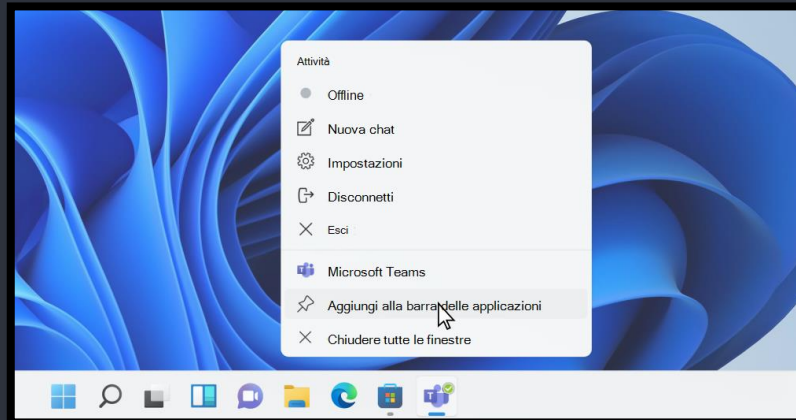 Attività
Offline
Nuova chat
Impostazioni
Disconnetti
Esci
Microsoft Teams
Aggiungi alla barra delle applicazioni
Chiudere tutte le finestre